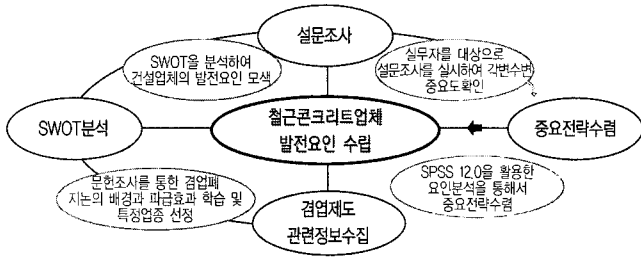 설문조사
SWOT을 분석하여
건설업체의 발전요인 모색
실무자를 대상으로
설문조사를 실시하여 각변수변
중요도확인
SWOT분석
철근콘크리트업체
발전요인 수립
중요전략수렴
문헌조사를 통한 겸업폐
지논의 배경과 파급효과 학습 및
특정업종 선정
SPSS 12.0을 활용한
요인분석을 통해서
중요전략수렴
겸업제도
관련정보수집